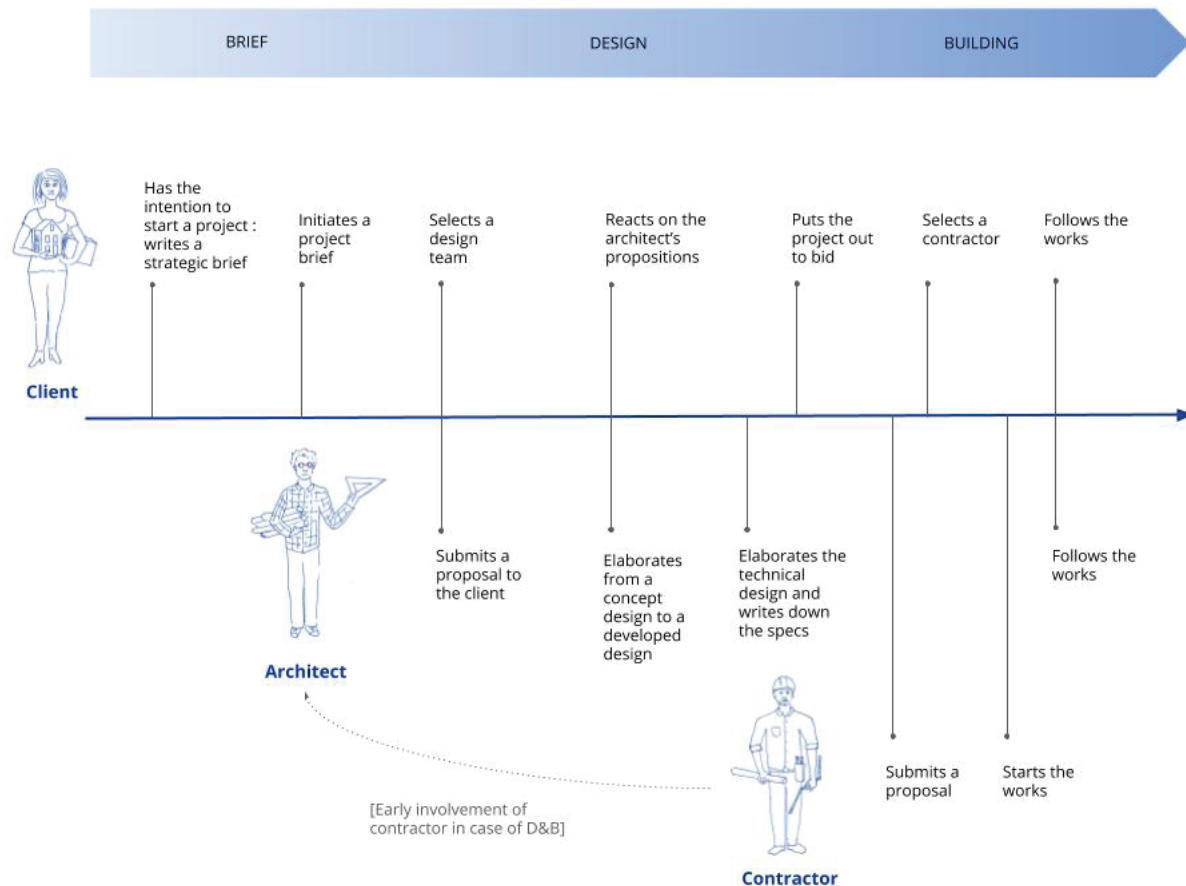 BRIEF
DESIGN
BUILDING
Has the
intention to
start a project :
writes a
strategic brief
Initiates a
project
brief
Selects a
design
team
Reacts on the
architect's
propositions
Puts the
project out
to bid
Selects a
contractor
Follows the
works
Client
Submits a
proposal to
the client
Elaborates
from a
concept
design to a
developed
design
Elaborates the
technical
design and
writes down
the specs
Follows the
works
Architect
Submits a
proposal
Starts the
works
[Early involvement of
contractor in case of D&B]
Contractor